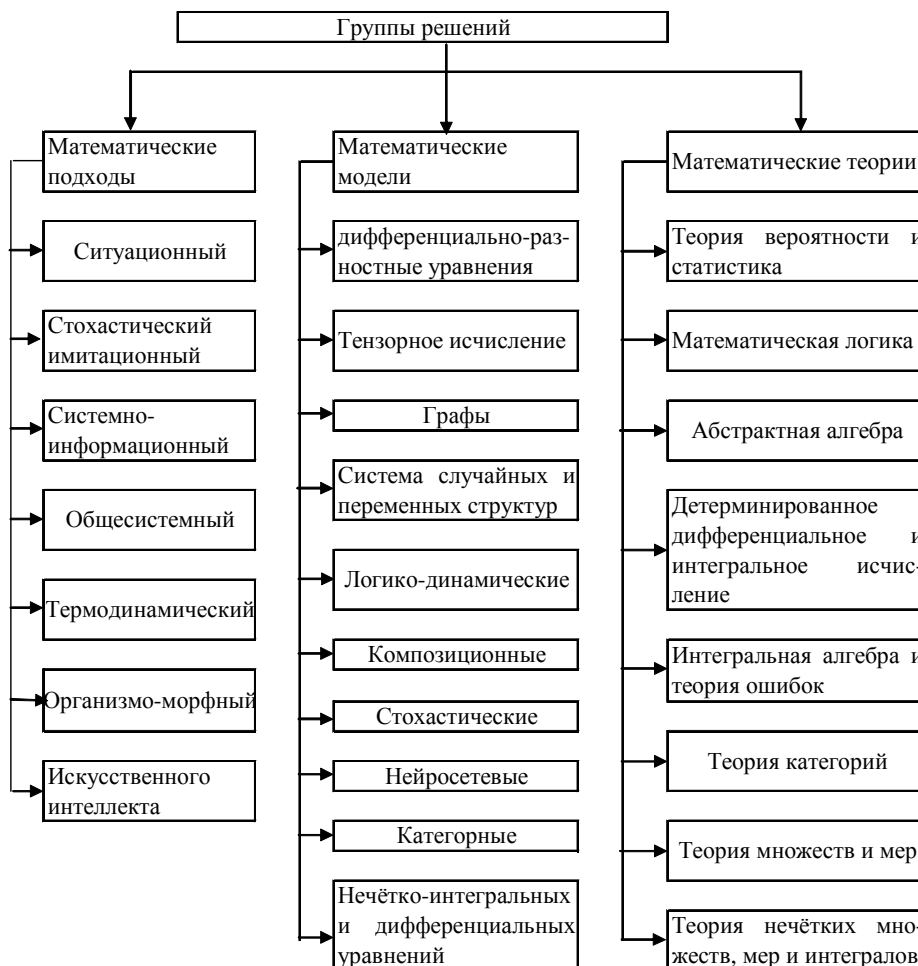 Группы решений
Математические
подходы
Ситуационный
Стохастический
имитационный
Системно-
информационный
Общесистемный
Термодинамический
Организмо-морфный
Искусственного
интеллекта
Математические
модели
дифференциально-раз-
ностные уравнения
Тензорное исчисление
Графы
Система случайных и
переменных структур
Логико-динамические
Композиционные
Стохастические
Нейросетевые
Категорные
Нечётко-интегральных
и дифференциальных
уравнений
Математические теории
Теория вероятности и
статистика
Математическая логика
Абстрактная алгебра
Детерминированное
дифференциальное и
интегральное исчис-
ление
Интегральная алгебра и
теория ошибок
Теория категорий
Теория множеств и мер
Теория нечётких мно-
жеств, мер и интегралов